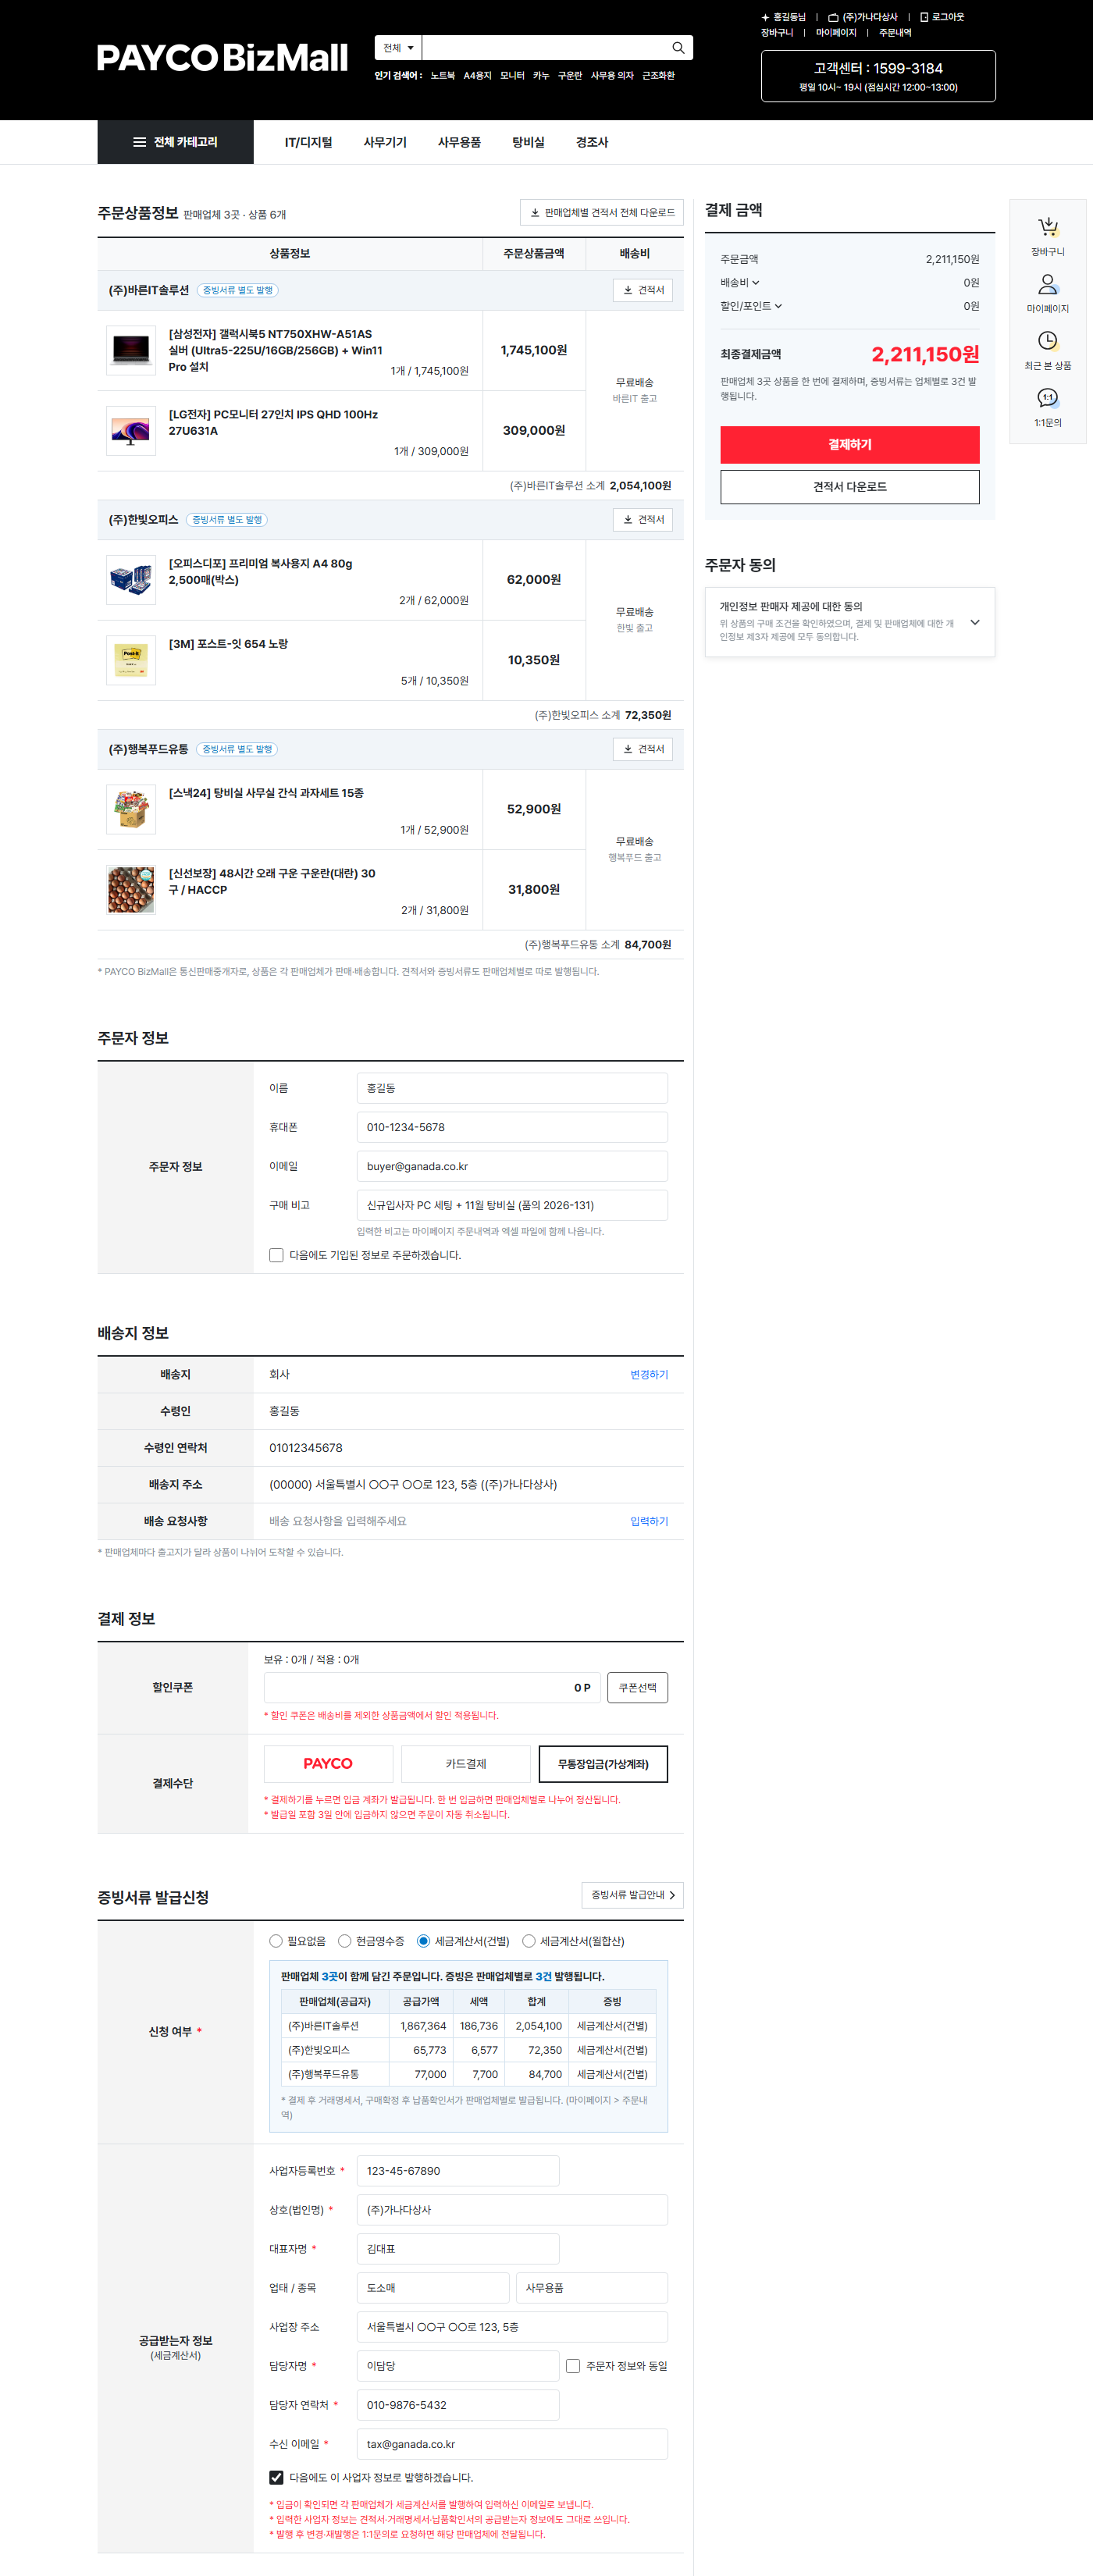 홍길동님 | (주)가나다상사 | 로그아웃
장바구니 | 마이페이지 | 주문내역
PAYCO BizMall
전체
인기 검색어 : 노트북 A4용지 모니터 카누 구운란 사무용 의자 근조화환
고객센터 : 1599-3184
평일 10시~ 19시 (점심시간 12:00~13:00)
전체 카테고리 IT/디지털 사무기기 사무용품 탕비실 경조사
주문상품정보 판매업체 3곳 · 상품 6개
판매업체별 견적서 전체 다운로드
상품정보 주문상품금액 배송비
(주)바른IT솔루션 증빙서류 별도 발행 견적서
[삼성전자] 갤럭시북5 NT750XHW-A51AS
실버 (Ultra5-225U/16GB/256GB) + Win11
Pro 설치
1개 / 1,745,100원
1,745,100원
무료배송
바른IT 출고
[LG전자] PC모니터 27인치 IPS QHD 100Hz
27U631A
1개 / 309,000원
309,000원
(주)바른IT솔루션 소계 2,054,100원
(주)한빛오피스 증빙서류 별도 발행 견적서
[오피스디포] 프리미엄 복사용지 A4 80g
2,500매(박스)
2개 / 62,000원
62,000원
무료배송
한빛 출고
Post-it
[3M] 포스트-잇 654 노랑
5개 / 10,350원
10,350원
(주)한빛오피스 소계 72,350원
(주)행복푸드유통 증빙서류 별도 발행 견적서
[스낵24] 탕비실 사무실 간식 과자세트 15종
1개 / 52,900원
52,900원
무료배송
행복푸드 출고
[신선보장] 48시간 오래 구운 구운란(대란) 30
구 / HACCP
2개 / 31,800원
31,800원
(주)행복푸드유통 소계 84,700원
* PAYCO BizMall은 통신판매중개자로, 상품은 각 판매업체가 판매·배송합니다. 견적서와 증빙서류도 판매업체별로 따로 발행됩니다.
결제 금액
주문금액 2,211,150원
배송비 0원
할인/포인트 0원
최종결제금액 2,211,150원
판매업체 3곳 상품을 한 번에 결제하며, 증빙서류는 업체별로 3건 발
행됩니다.
결제하기
견적서 다운로드
주문자 동의
개인정보 판매자 제공에 대한 동의
위 상품의 구매 조건을 확인하였으며, 결제 및 판매업체에 대한 개
인정보 제3자 제공에 모두 동의합니다.
장바구니
마이페이지
최근 본 상품
1:1
1:1문의
주문자 정보
주문자 정보
이름 홍길동
휴대폰 010-1234-5678
이메일 buyer@ganada.co.kr
구매 비고 신규입사자 PC 세팅 + 11월 탕비실 (품의 2026-131)
입력한 비고는 마이페이지 주문내역과 엑셀 파일에 함께 나옵니다.
다음에도 기입된 정보로 주문하겠습니다.
배송지 정보
배송지 회사 변경하기
수령인 홍길동
수령인 연락처 01012345678
배송지 주소 (00000) 서울특별시 〇〇구 〇〇로 123, 5층 ((주)가나다상사)
배송 요청사항 배송 요청사항을 입력해주세요 입력하기
* 판매업체마다 출고지가 달라 상품이 나뉘어 도착할 수 있습니다.
결제 정보
할인쿠폰
보유 : 0개 / 적용 : 0개
0 P 쿠폰선택
* 할인 쿠폰은 배송비를 제외한 상품금액에서 할인 적용됩니다.
결제수단
PAYCO 카드결제 무통장입금(가상계좌)
* 결제하기를 누르면 입금 계좌가 발급됩니다. 한 번 입금하면 판매업체별로 나누어 정산됩니다.
* 발급일 포함 3일 안에 입금하지 않으면 주문이 자동 취소됩니다.
증빙서류 발급신청
증빙서류 발급안내
신청 여부 *
필요없음 현금영수증 세금계산서(건별) 세금계산서(월합산)
판매업체 3곳이 함께 담긴 주문입니다. 증빙은 판매업체별로 3건 발행됩니다.
판매업체(공급자) 공급가액 세액 합계 증빙
(주)바른IT솔루션 1,867,364 186,736 2,054,100 세금계산서(건별)
(주)한빛오피스 65,773 6,577 72,350 세금계산서(건별)
(주)행복푸드유통 77,000 7,700 84,700 세금계산서(건별)
* 결제 후 거래명세서, 구매확정 후 납품확인서가 판매업체별로 발급됩니다. (마이페이지 > 주문내
역)
공급받는자 정보
(세금계산서)
사업자등록번호 * 123-45-67890
상호(법인명) * (주)가나다상사
대표자명 * 김대표
업태 / 종목 도소매 사무용품
사업장 주소 서울특별시 〇〇구 〇〇로 123, 5층
담당자명 * 이담당 주문자 정보와 동일
담당자 연락처 * 010-9876-5432
수신 이메일 * tax@ganada.co.kr
다음에도 이 사업자 정보로 발행하겠습니다.
* 입금이 확인되면 각 판매업체가 세금계산서를 발행하여 입력하신 이메일로 보냅니다.
* 입력한 사업자 정보는 견적서·거래명세서·납품확인서의 공급받는자 정보에도 그대로 쓰입니다.
* 발행 후 변경·재발행은 1:1문의로 요청하면 해당 판매업체에 전달됩니다.